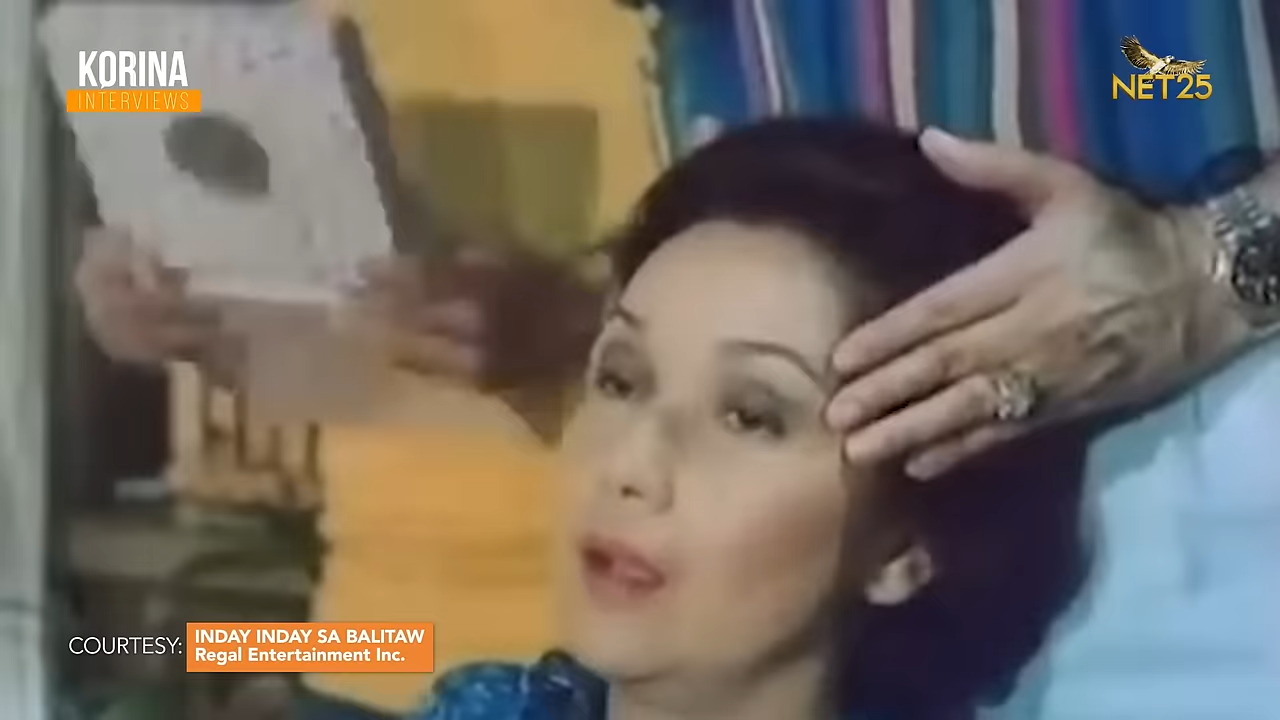 KORINA
INTERVIEWS
NET25
COURTESY:
INDAY INDAY SA BALITAW
Regal Entertainment Inc.